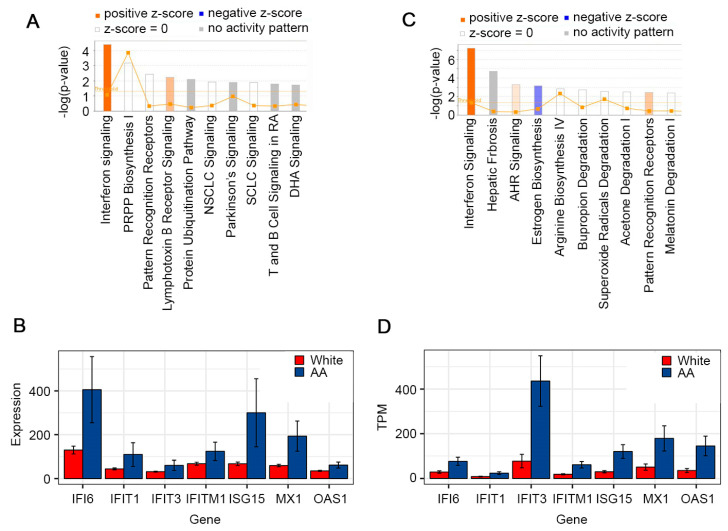 A
positive z-score
negative z-score
z-score = 0
no activity pattern
-log(p-value)
4
3
2
1
0
Interferon signaling
PRPP Biosynthesis I
Pattern Recognition Receptors
Lymphotoxin B Receptor Signaling
Protein Ubiquitination Pathway
NSCLC Signaling
Parkinson's Signaling
SCLC Signaling
T and B Cell Signaling in RA
DHA Signaling
C
positive z-score
negative z-score
z-score = 0
no activity pattern
-log(p-value)
7
6
5
4
3
2
1
0
Interferon Signaling
Hepatic Frbrosis
AHR Signaling
Estrogen Biosynthesis
Arginine Biosynthesis IV
Bupropion Degradation
Superoxide Radicals Degradation
Acetone Degradation I
Pattern Recognition Receptors
Melatonin Degradation I
B
White
AA
Expression
400
200
0
IFI6 IFIT1 IFIT3 IFITM1 ISG15 MX1 OAS1
Gene
D
White
AA
TPM
400
200
0
IFI6 IFIT1 IFIT3 IFITM1 ISG15 MX1 OAS1
Gene